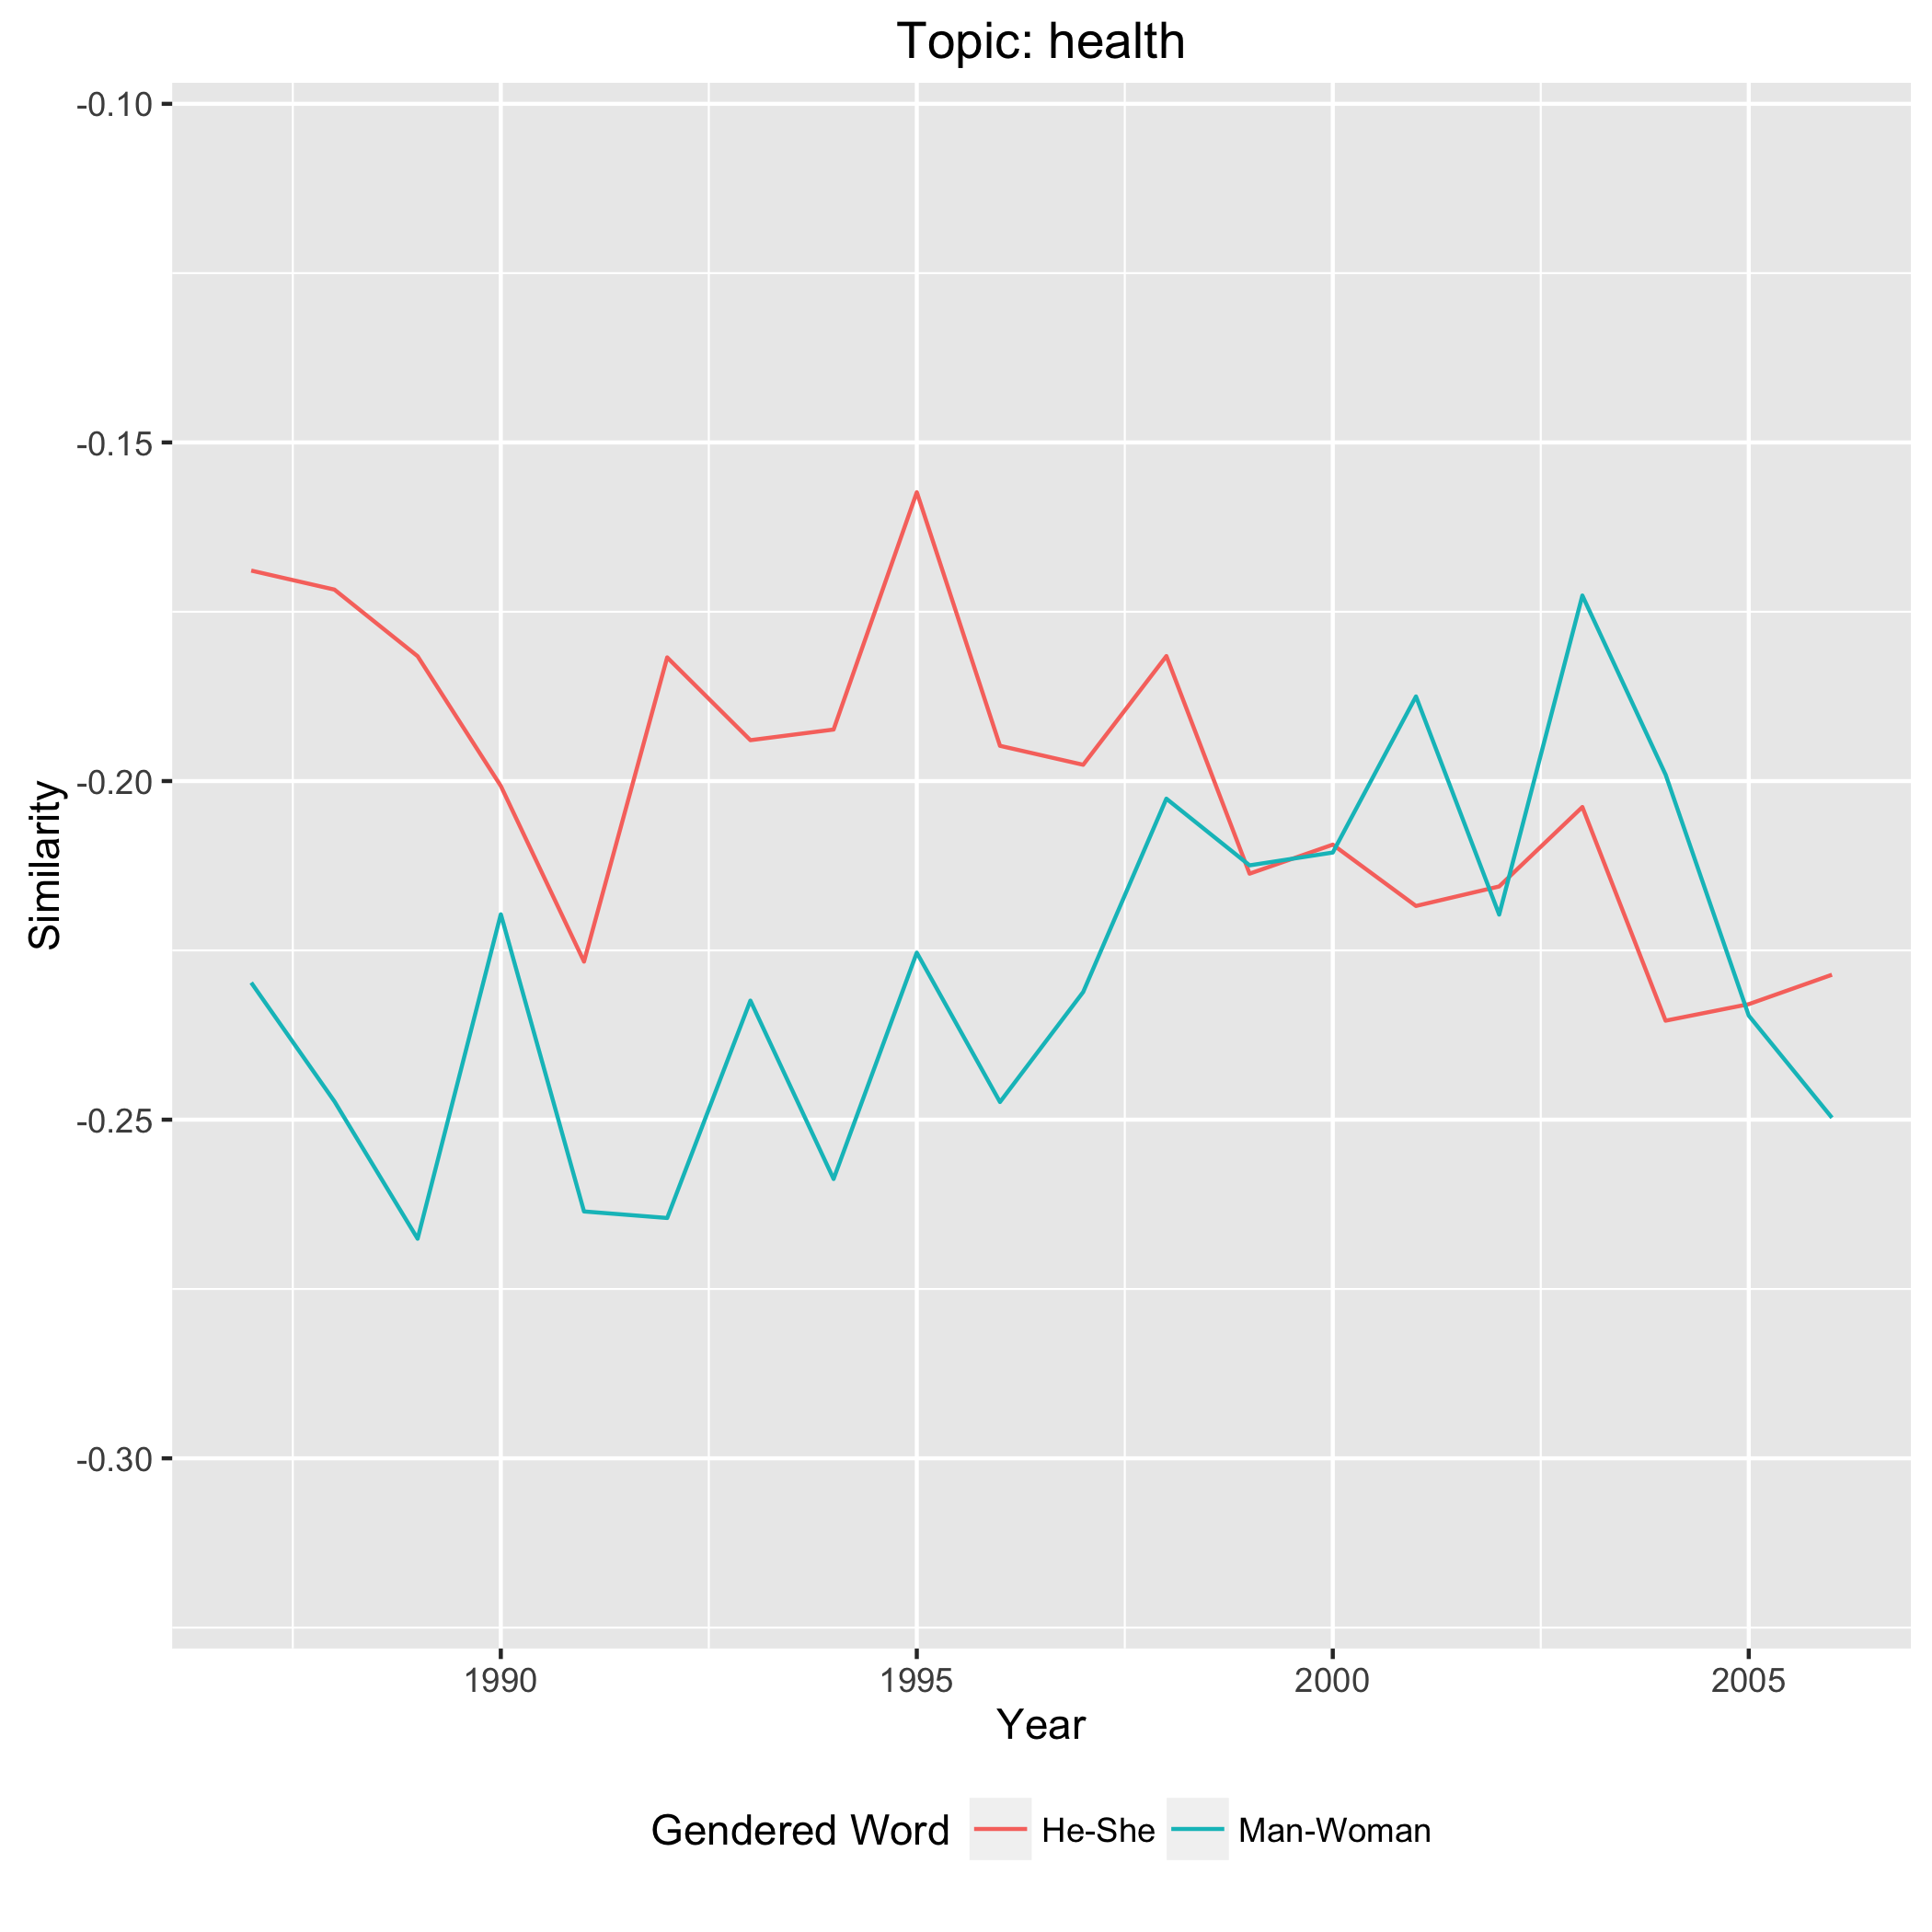 Topic: health
-0.10
-0.15
-0.20
-0.25
-0.30
Similarity
1990 1995 2000 2005
Year
Gendered Word He-She Man-Woman